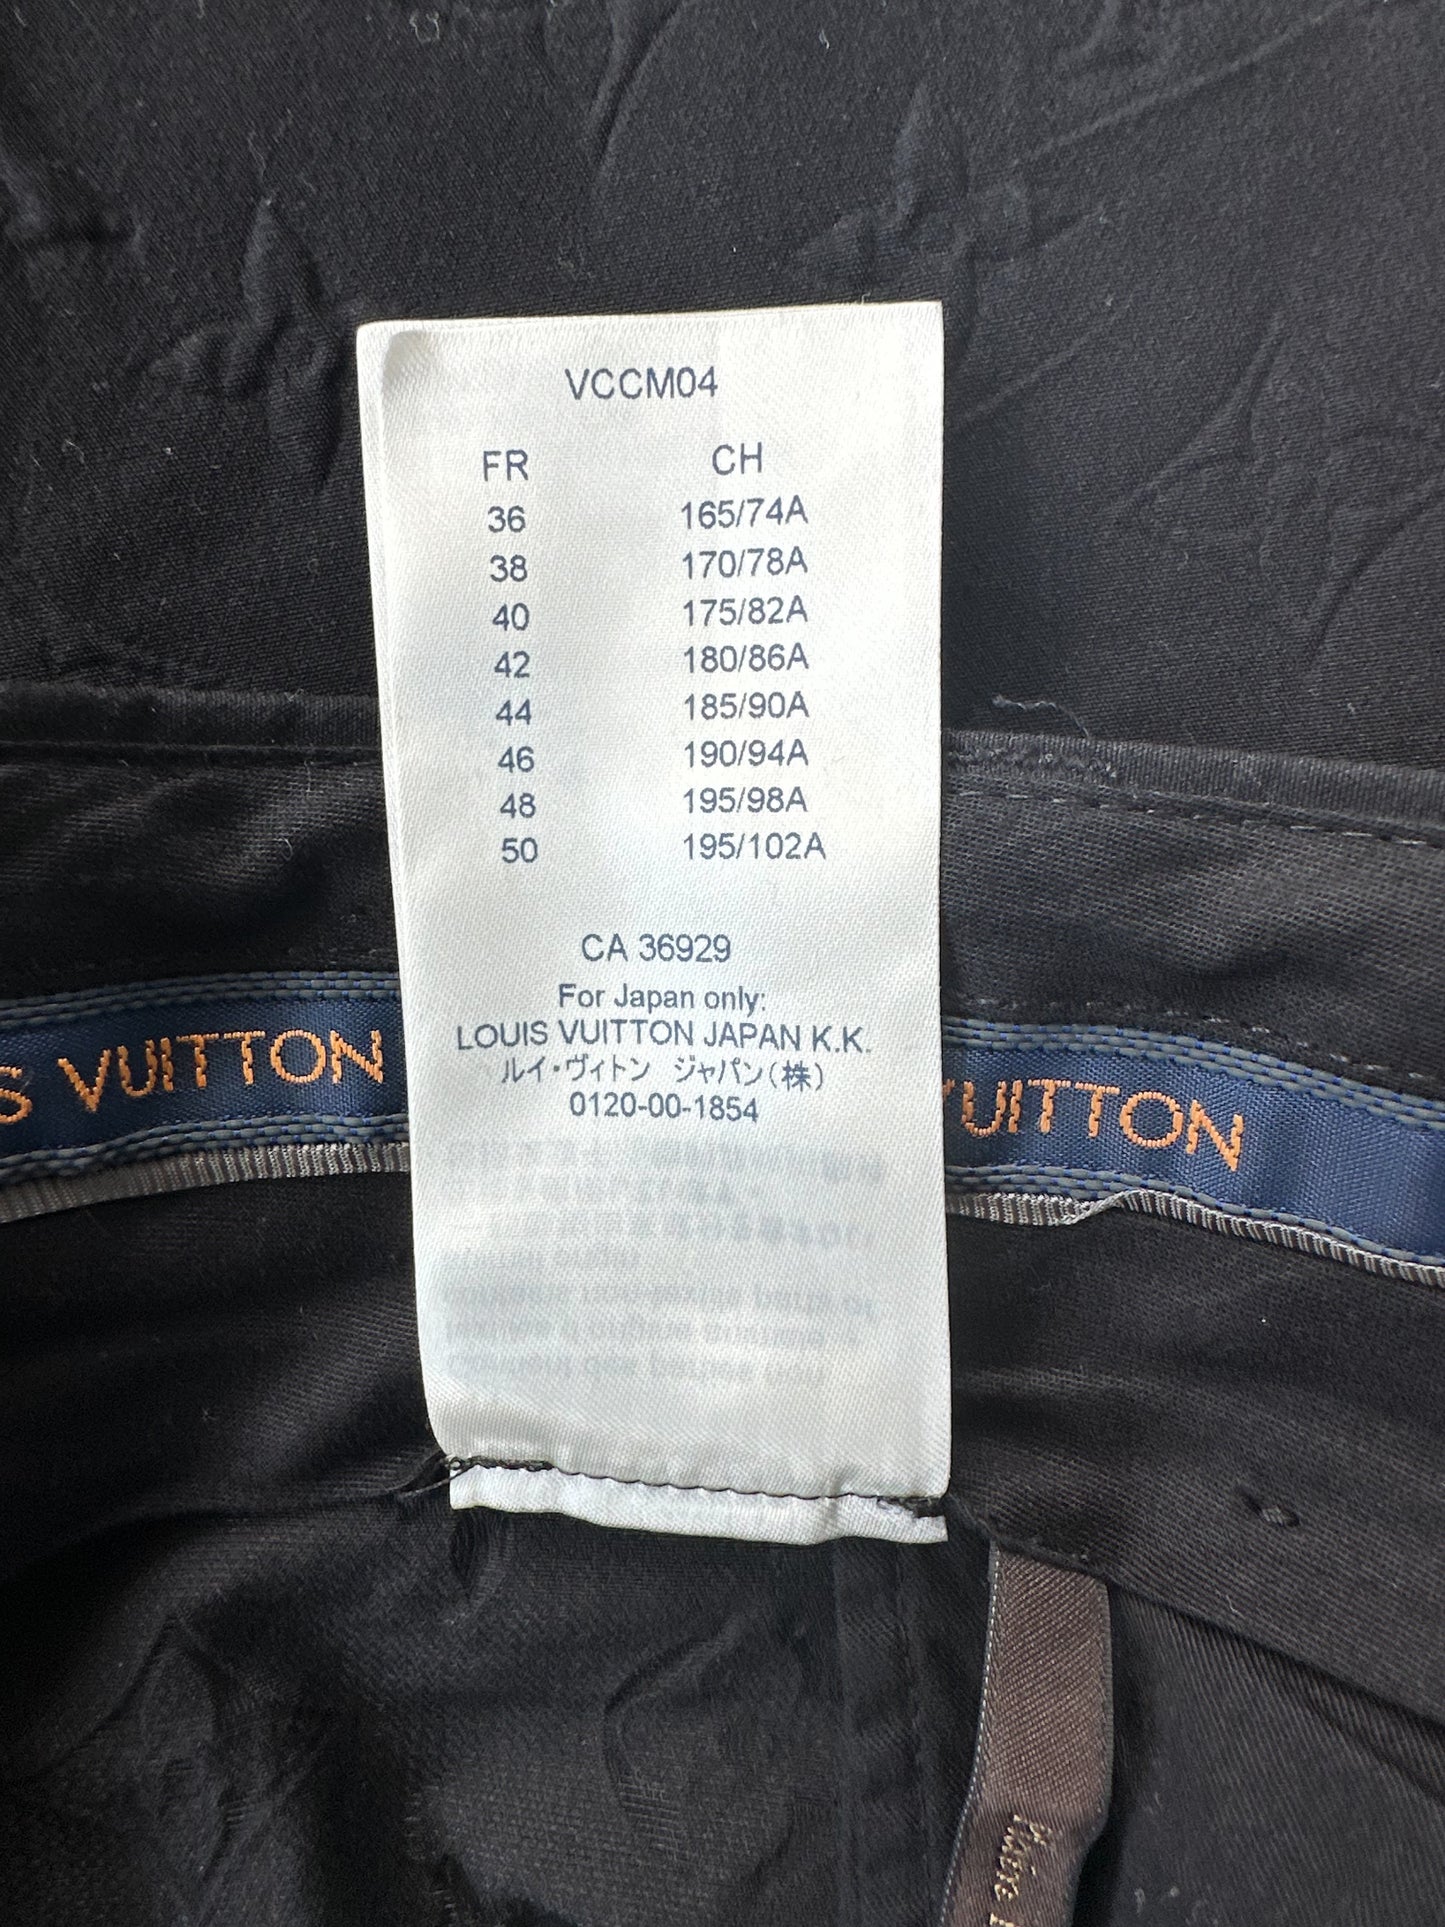 VCCM04
FR CH
36 165/74A
38 170/78A
40 175/82A
42 180/86A
44 185/90A
46 190/94A
48 195/98A
50 195/102A
CA 36929
For Japan only:
LOUIS VUITTON JAPAN K.K.
ルイ・ヴィトン ジャパン(株)
0120-00-1854
S VUITTON
VUITTON